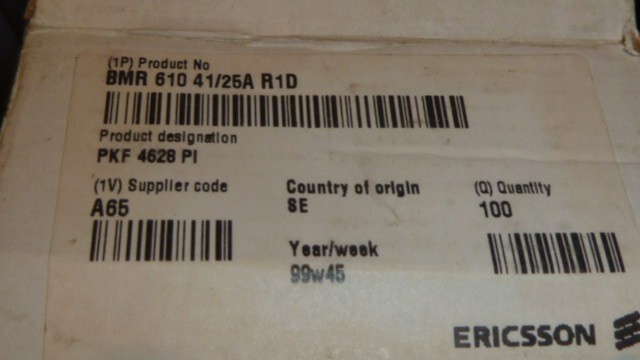 (1P) Product No
BMR 610 41/25A R1D
Product designation
PKF 4628 PI
(1V) Supplier code
A65
Country of origin
SE
(Q) Quantity
100
Year/week
99w45
ERICSSON